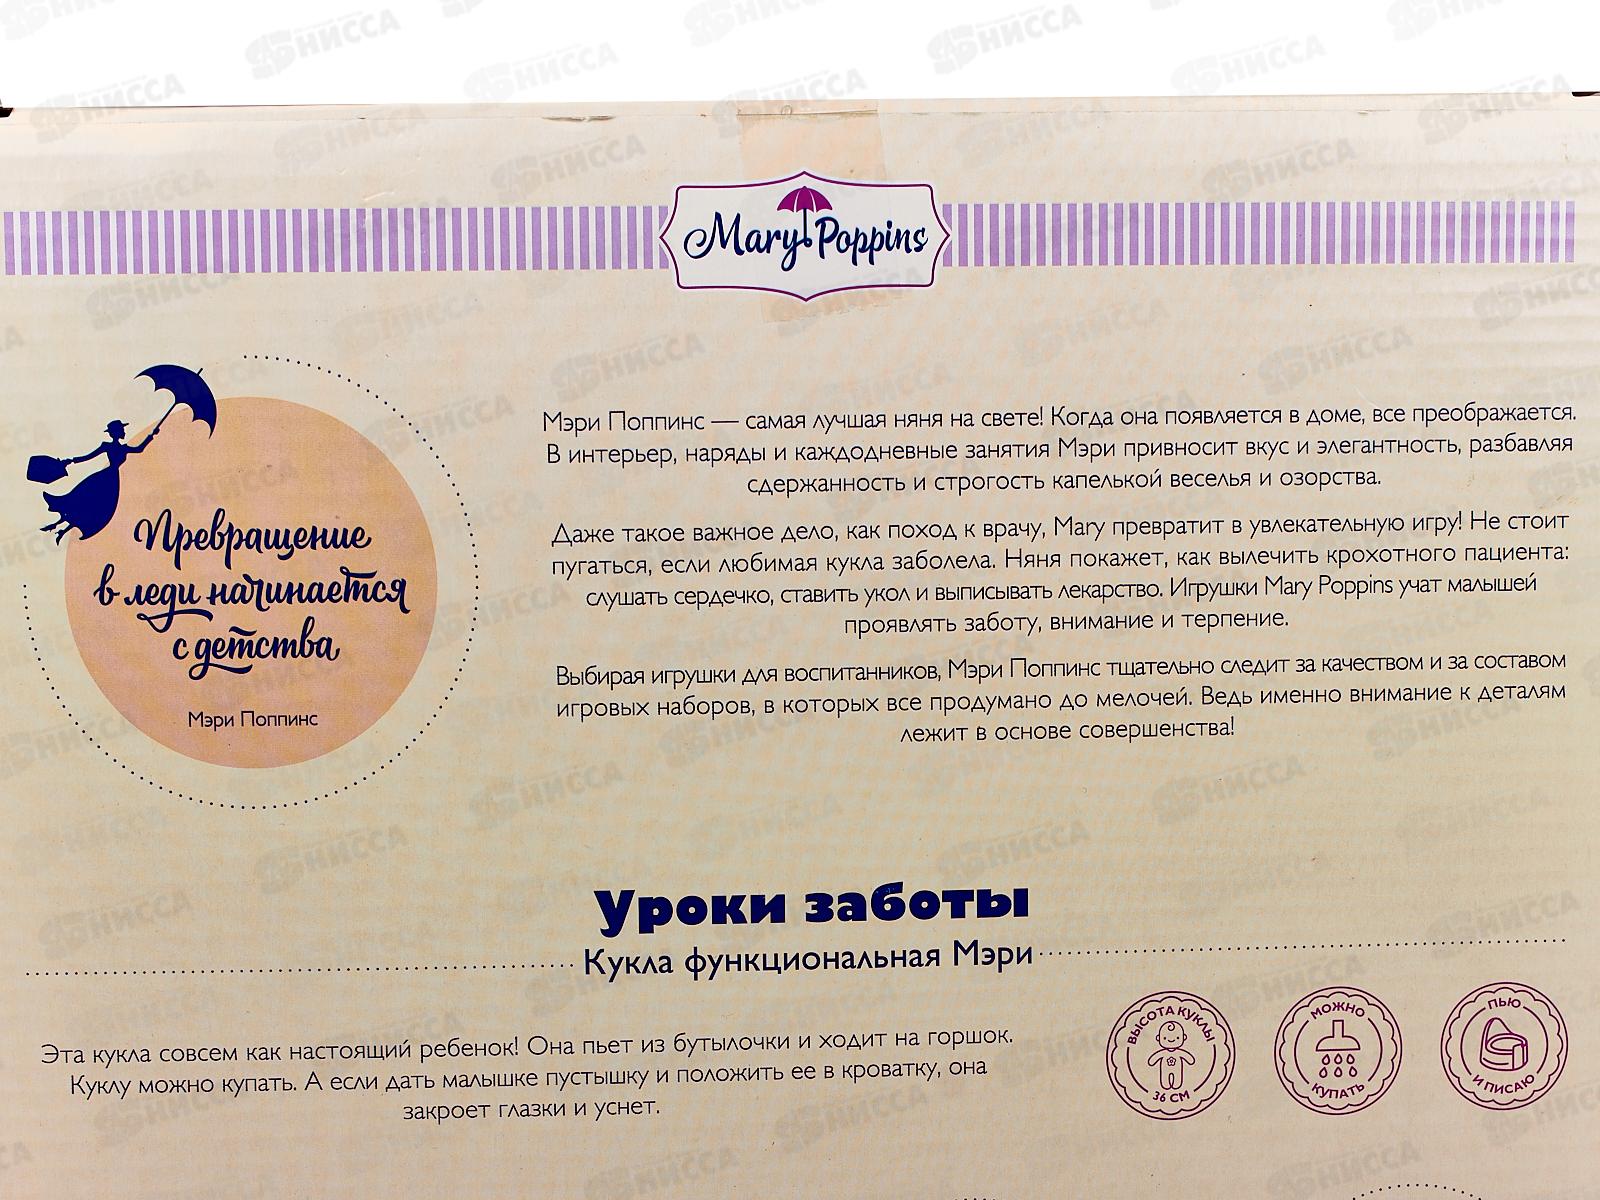 Mary Poppins
Превращение
в леди начинается
с детства
Мэри Поппинс
Мэри Поппинс — самая лучшая няня на свете! Когда она появляется в доме, все преображается.
В интерьер, наряды и каждодневные занятия Мэри привносит вкус и элегантность, разбавляя
сдержанность и строгость капелькой веселья и озорства.
Даже такое важное дело, как поход к врачу, Mary превратит в увлекательную игру! Не стоит
пугаться, если любимая кукла заболела. Няня покажет, как вылечить крохотного пациента:
слушать сердечко, ставить укол и выписывать лекарство. Игрушки Mary Poppins учат малышей
проявлять заботу, внимание и терпение.
Выбирая игрушки для воспитанников, Мэри Поппинс тщательно следит за качеством и за составом
игровых наборов, в которых все продумано до мелочей. Ведь именно внимание к деталям
лежит в основе совершенства!
Уроки заботы
Кукла функциональная Мэри
Эта кукла совсем как настоящий ребенок! Она пьет из бутылочки и ходит на горшок.
Куклу можно купать. А если дать малышке пустышку и положить ее в кроватку, она
закроет глазки и уснет.
ВЫСОТА КУКЛЫ
36 СМ
МОЖНО
КУПАТЬ
ПЬЮ
И ПИСАЮ